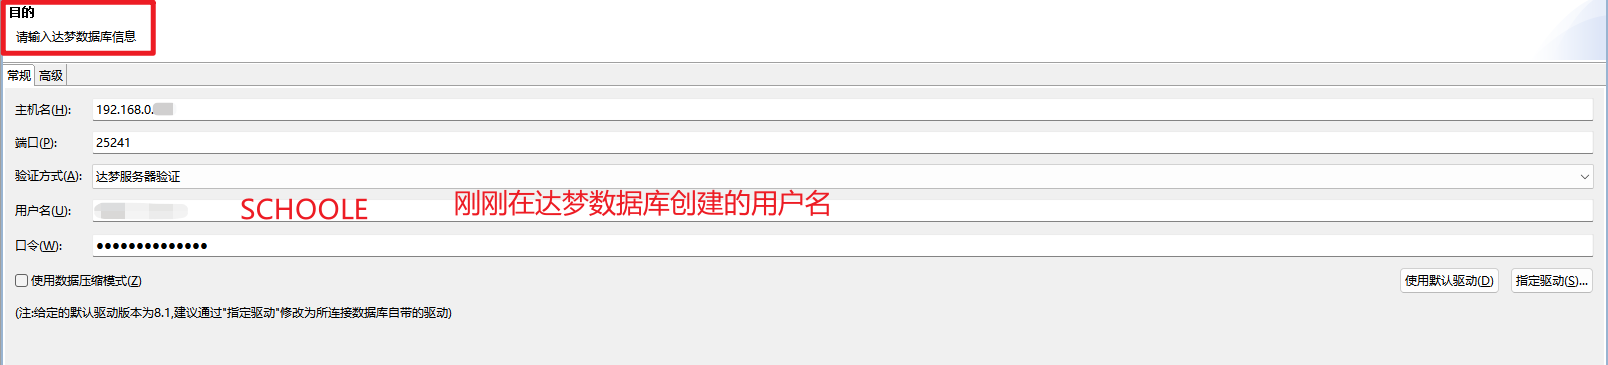 目的
请输入达梦数据库信息
常规 高级
主机名(H): 192.168.0.
端口(P): 25241
验证方式(A): 达梦服务器验证
用户名(U): SCHOOLE 刚刚在达梦数据库创建的用户名
口令(W): ●●●●●●●●●●●●●●
使用数据压缩模式(Z) 使用默认驱动(D) 指定驱动(S)...
(注:给定的默认驱动版本为8.1,建议通过"指定驱动"修改为所连接数据库自带的驱动)